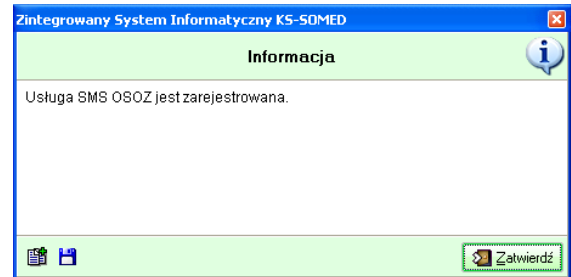 Zintegrowany System Informatyczny KS-SOMED
Informacja
Usługa SMS OSOZ jest zarejestrowana.
Zatwierdź